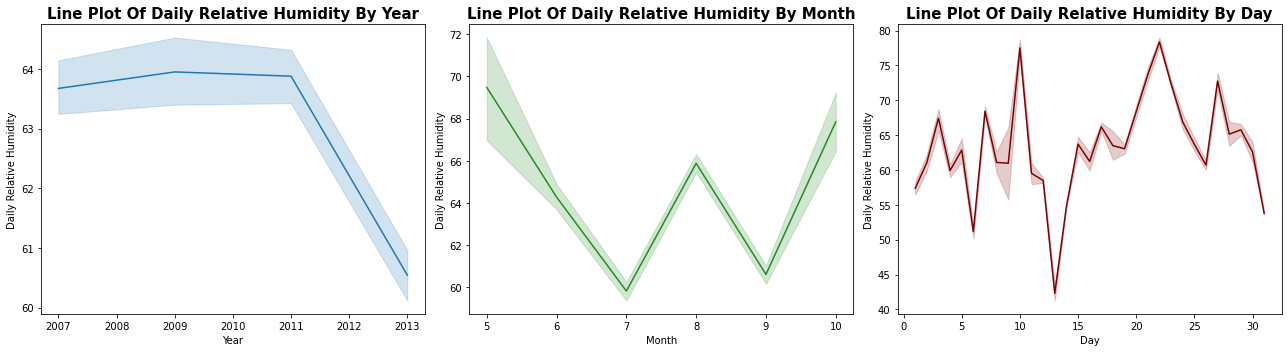 Line Plot Of Daily Relative Humidity By Year
Daily Relative Humidity
64
63
62
61
60
2007 2008 2009 2010 2011 2012 2013
Year
Line Plot Of Daily Relative Humidity By Month
Daily Relative Humidity
72
70
68
66
64
62
60
5 6 7 8 9 10
Month
Line Plot Of Daily Relative Humidity By Day
Daily Relative Humidity
80
75
70
65
60
55
50
45
40
0 5 10 15 20 25 30
Day